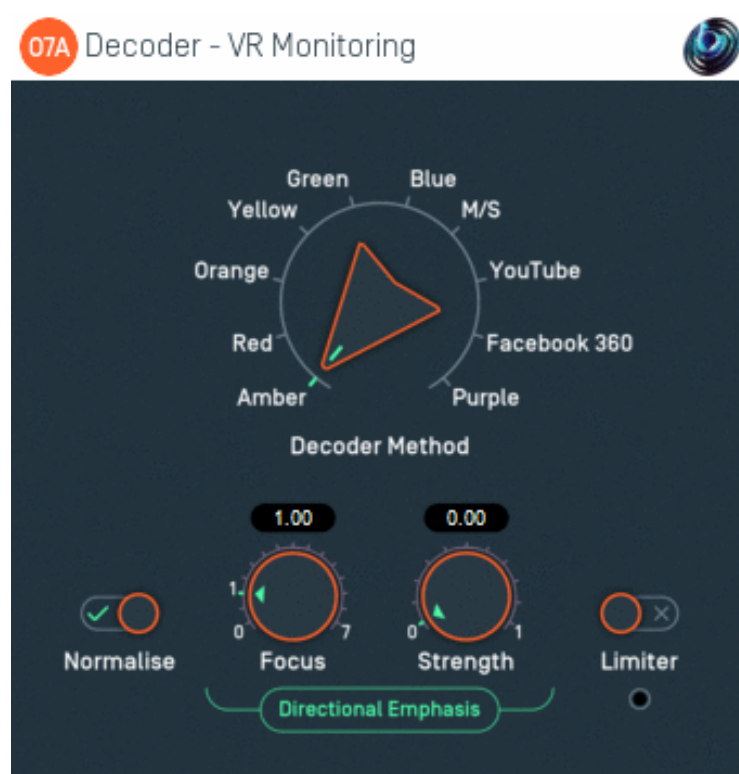 O7A Decoder - VR Monitoring
Green Blue
Yellow M/S
Orange YouTube
Red Facebook 360
Amber Purple
Decoder Method
1.00 0.00
1
0 7 0 1
Normalise Focus Strength Limiter
Directional Emphasis